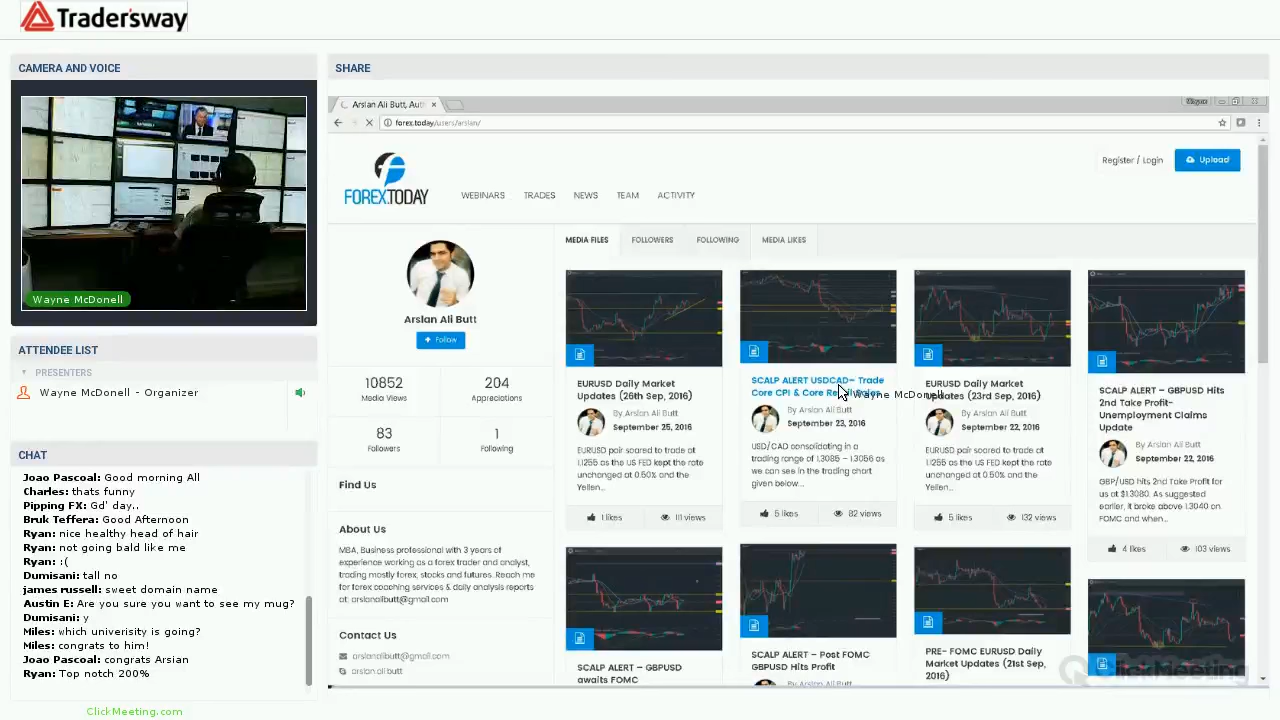 Trader'sway
CAMERA AND VOICE
Wayne McDonell
ATTENDEE LIST
PRESENTERS
Wayne McDonell - Organizer
CHAT
Joao Pascoal: Good morning All
Charles: thats funny
Pipping FX: Gd' day..
Bruk Teffera: Good Afternoon
Ryan: nice healthy head of hair
Ryan: not going bald like me
Ryan: :(
Dumisani: tall no
james russell: sweet domain name
Austin E: Are you sure you want to see my mug?
Dumisani: y
Miles: which univerisity is going?
Miles: congrats to him!
Joao Pascoal: congrats Arsian
Ryan: Top notch 200%
ClickMeeting.com
SHARE
Arslan Ali Butt, Aut
Wayne
forex.today/users/arslan/
FOREX.TODAY
WEBINARS TRADES NEWS TEAM ACTIVITY
Register / Login
Upload
Arslan Ali Butt
Follow
10852
Media Views
204
Appreciations
83
Followers
1
Following
Find Us
About Us
MBA, Business professional with 3 years of
experience working as a forex trader and analyst,
trading mostly forex, stocks and futures. Reach me
for forex coaching services & daily analysis reports
at; arslanalibutt@gmail.com
Contact Us
arslanalibutt@gmail.com
arslan ali butt
MEDIA FILES FOLLOWERS FOLLOWING MEDIA LIKES
EURUSD Daily Market
Updates (26th Sep, 2016)
By Arslan Ali Butt
September 25, 2016
EURUSD pair soared to trade at
1.1255 as the US FED kept the rate
unchanged at 0.50% and the
Yellen..
1 likes
111 views
SCALP ALERT USDCAD– Trade
Core CPI & Core
Wayne McDonell
By Arslan Ali Butt
September 23, 2016
USD/CAD consolidating in a
trading range of 1.3085 – 1.3056 as
we can see in the trading chart
given below...
5 likes
82 views
EURUSD Daily Market
Updates (23rd Sep, 2016)
By Arslan Ali Butt
September 22, 2016
EURUSD pair soared to trade at
1.1255 as the US FED kept the rate
unchanged at 0.50% and the
Yellen..
5 likes
132 views
SCALP ALERT – GBPUSD Hits
2nd Take Profit-
Unemployment Claims
Update
By Arslan Ali Butt
September 22, 2016
GBP/USD hits 2nd Take Profit for
us at $1.3080. As suggested
earlier, it broke above 1.3040 on
FOMC and when...
4 likes
103 views
SCALP ALERT – GBPUSD
awaits FOMC
SCALP ALERT – Post FOMC
GBPUSD Hits Profit
By Arslan Ali Butt
PRE- FOMC EURUSD Daily
Market Updates (21st Sep,
2016)
ClickMeeting